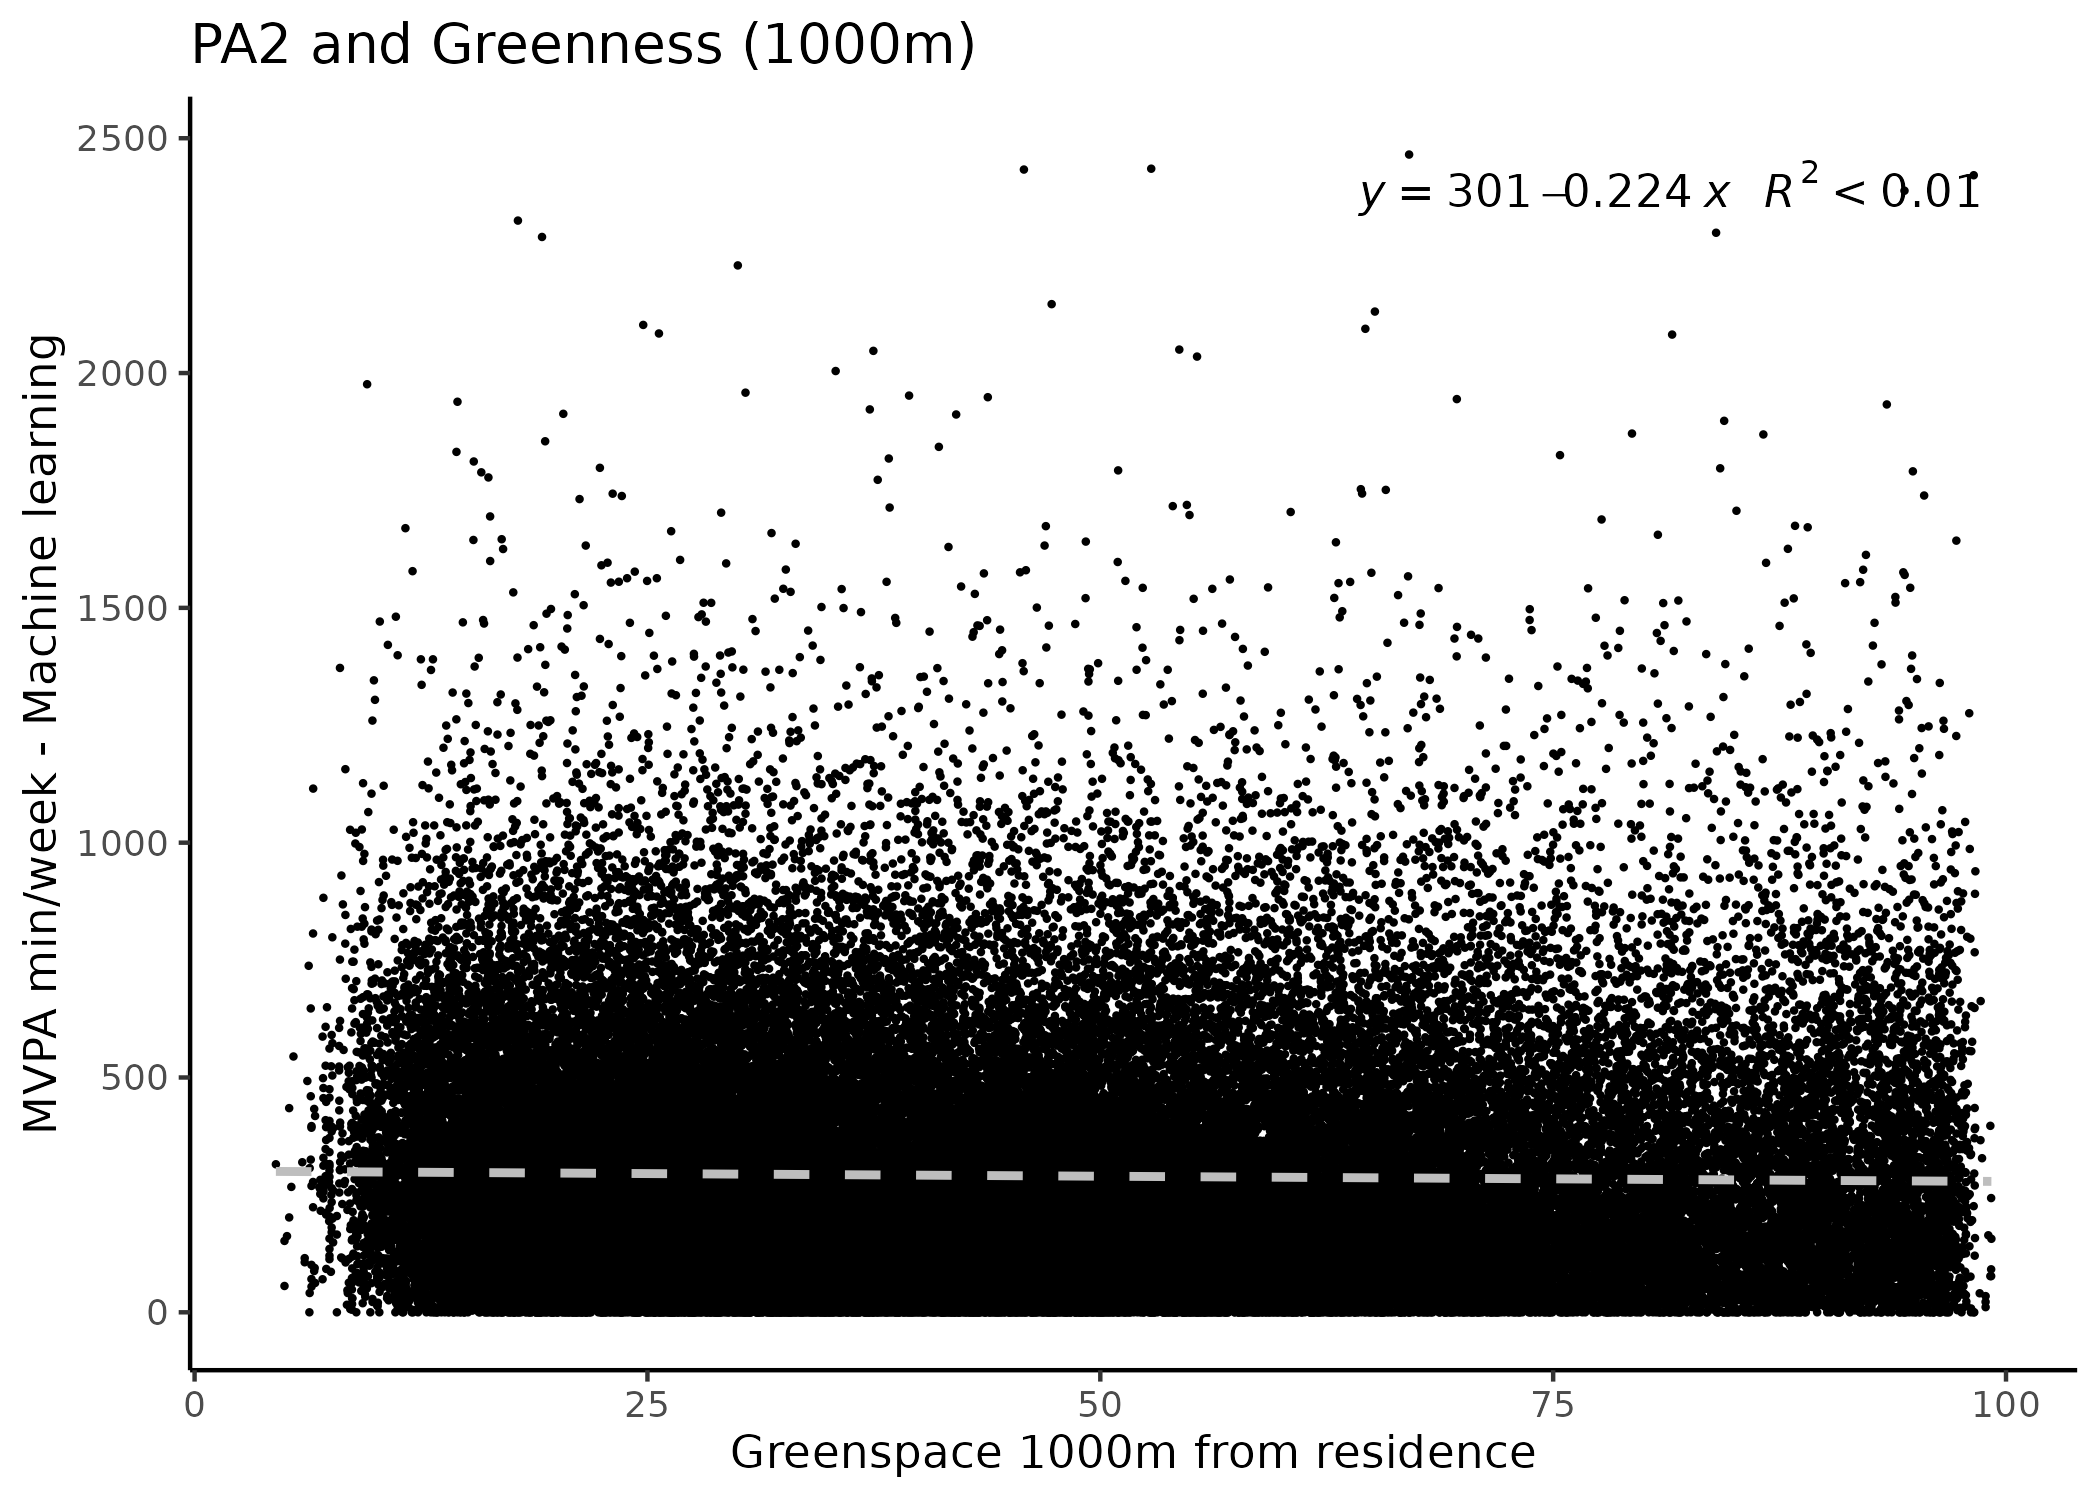 PA2 and Greenness (1000m)
y = 301 –0.224 x R² < 0.01
MVPA min/week - Machine learning
2500
2000
1500
1000
500
0
0 25 50 75 100
Greenspace 1000m from residence